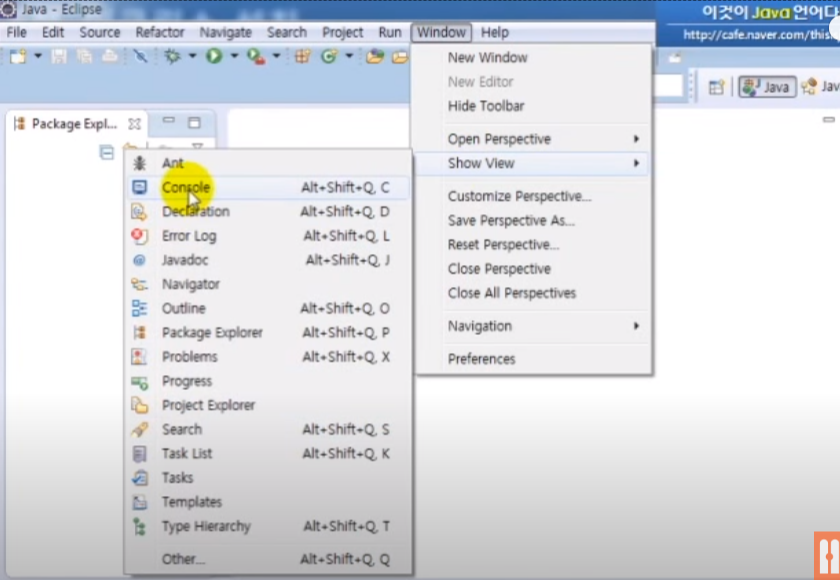 Java - Eclipse
이것이 Java 언어다
File Edit Source Refactor Navigate Search Project Run Window Help
http://cafe.naver.com/this
Java
Jav
Package Expl...
New Window
New Editor
Hide Toolbar
Open Perspective
Show View
Customize Perspective...
Save Perspective As...
Reset Perspective...
Close Perspective
Close All Perspectives
Navigation
Preferences
Ant
Console Alt+Shift+Q, C
Declaration Alt+Shift+Q, D
Error Log Alt+Shift+Q, L
Javadoc Alt+Shift+Q, J
Navigator
Outline Alt+Shift+Q, O
Package Explorer Alt+Shift+Q, P
Problems Alt+Shift+Q, X
Progress
Project Explorer
Search Alt+Shift+Q, S
Task List Alt+Shift+Q, K
Tasks
Templates
Type Hierarchy Alt+Shift+Q, T
Other... Alt+Shift+Q, Q